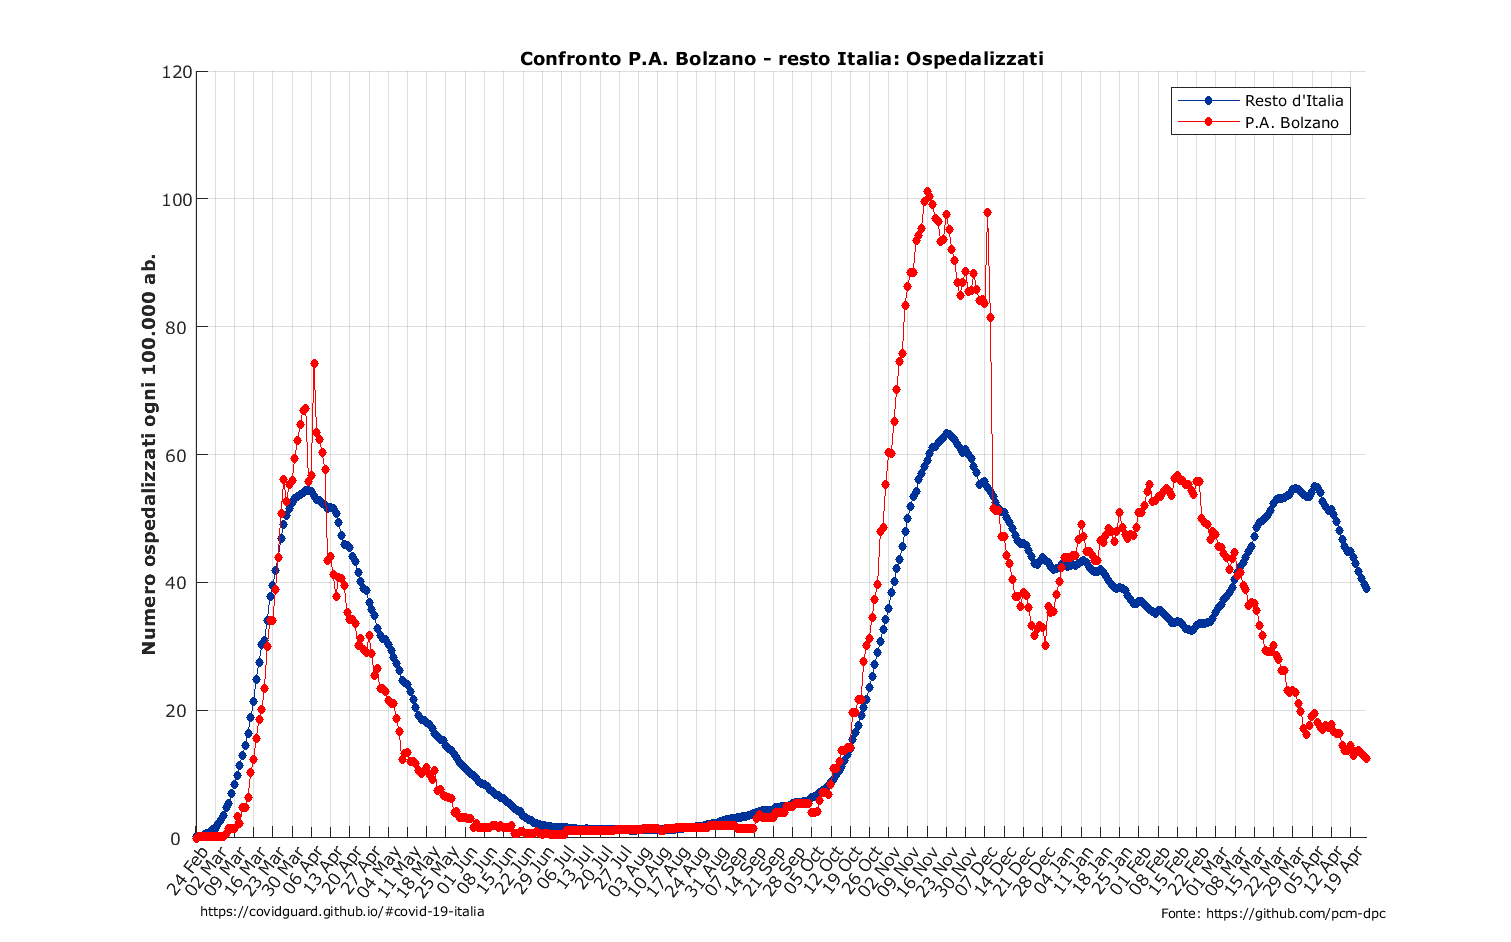 Confronto P.A. Bolzano - resto Italia: Ospedalizzati
120
100
80
60
40
20
0
Numero ospedalizzati ogni 100.000 ab.
Resto d'Italia
P.A. Bolzano
24 Feb
02 Mar
09 Mar
16 Mar
23 Mar
30 Mar
06 Apr
13 Apr
20 Apr
27 Apr
04 May
11 May
18 May
25 May
01 Jun
08 Jun
15 Jun
22 Jun
29 Jun
06 Jul
13 Jul
20 Jul
27 Jul
03 Aug
10 Aug
17 Aug
24 Aug
31 Aug
07 Sep
14 Sep
21 Sep
28 Sep
05 Oct
12 Oct
19 Oct
26 Oct
02 Nov
09 Nov
16 Nov
23 Nov
30 Nov
07 Dec
14 Dec
21 Dec
28 Dec
04 Jan
11 Jan
18 Jan
25 Jan
01 Feb
08 Feb
15 Feb
22 Feb
01 Mar
08 Mar
15 Mar
22 Mar
29 Mar
05 Apr
12 Apr
19 Apr
https://covidguard.github.io/#covid-19-italia
Fonte: https://github.com/pcm-dpc